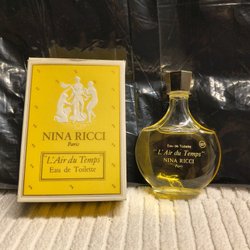 NINA RICCI
Paris
"L'Air du Temps"
Eau de Toilette
Eau de Toilette
"L'Air du Temps"
NINA RICCI
Paris